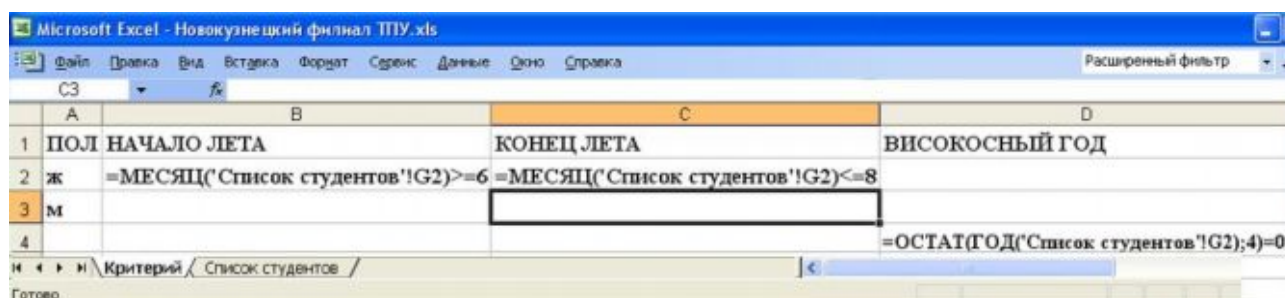 Microsoft Excel - Новокузнецкий филиал ТПУ.xls
Файл Правка Вид Вставка Формат Сервис Данные Окно Справка Расширенный фильтр
C3 fx
A B C D
1 ПОЛ НАЧАЛО ЛЕТА КОНЕЦ ЛЕТА ВИСОКОСНЫЙ ГОД
2 ж =МЕСЯЦ('Список студентов'!G2)>=6 =МЕСЯЦ('Список студентов'!G2)<=8
3 м
4 =ОСТАТ(ГОД('Список студентов'!G2);4)=0
Критерий / Список студентов /
Готово